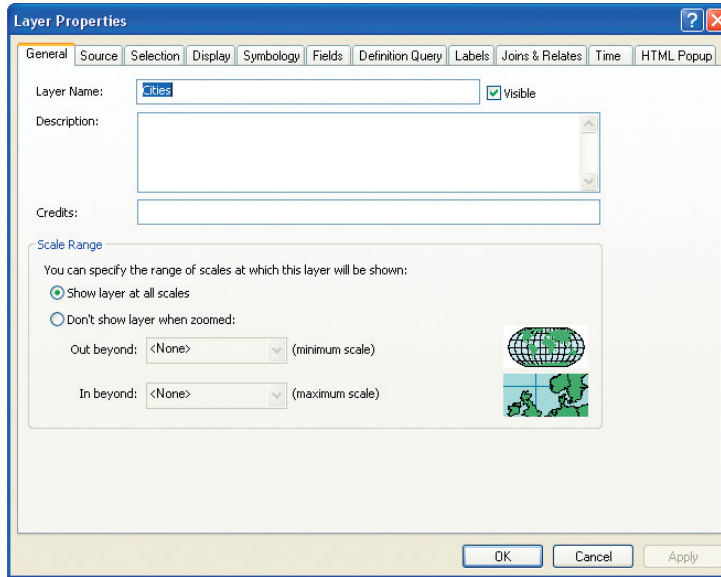 Layer Properties
General Source Selection Display Symbology Fields Definition Query Labels Joins & Relates Time HTML Popup
Layer Name: Cities Visible
Description:
Credits:
Scale Range
You can specify the range of scales at which this layer will be shown:
Show layer at all scales
Don't show layer when zoomed:
Out beyond: <None> (minimum scale)
In beyond: <None> (maximum scale)
OK Cancel Apply